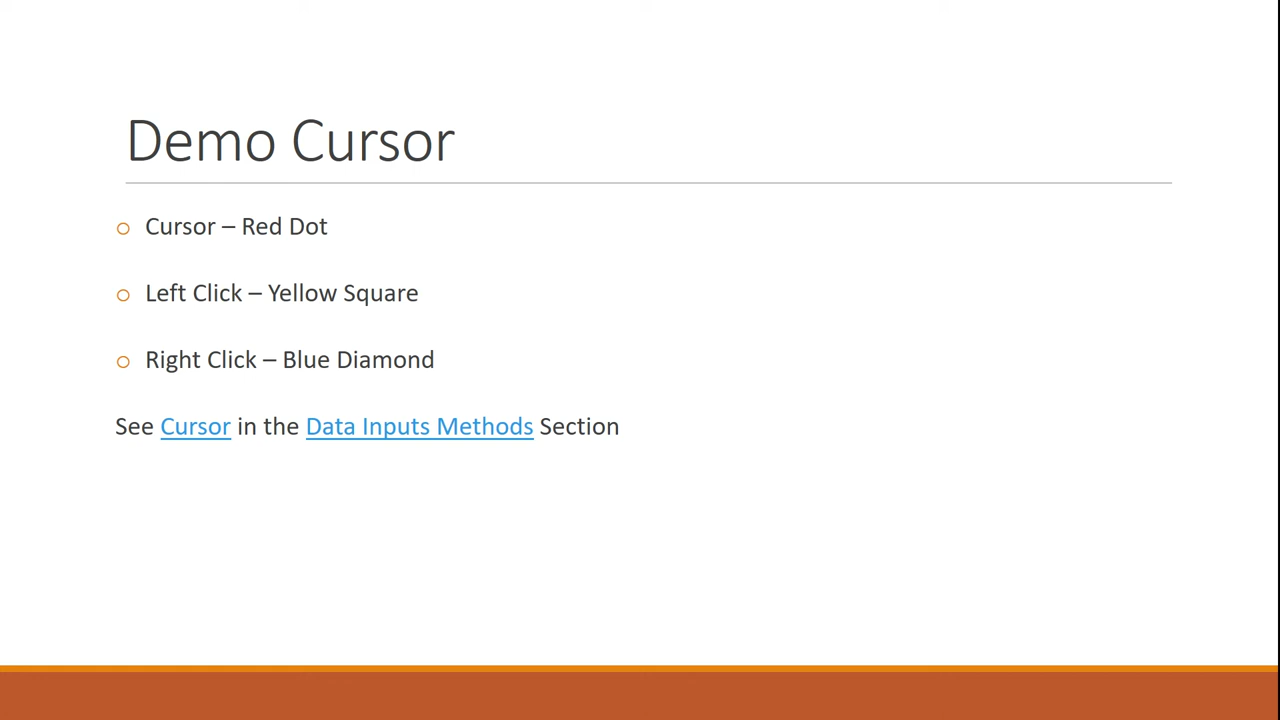 Demo Cursor
Cursor – Red Dot
Left Click – Yellow Square
Right Click – Blue Diamond
See Cursor in the Data Inputs Methods Section